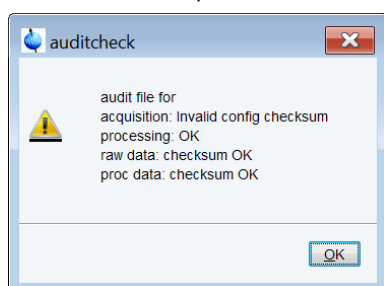 auditcheck
audit file for
acquisition: Invalid config checksum
processing: OK
raw data: checksum OK
proc data: checksum OK
OK